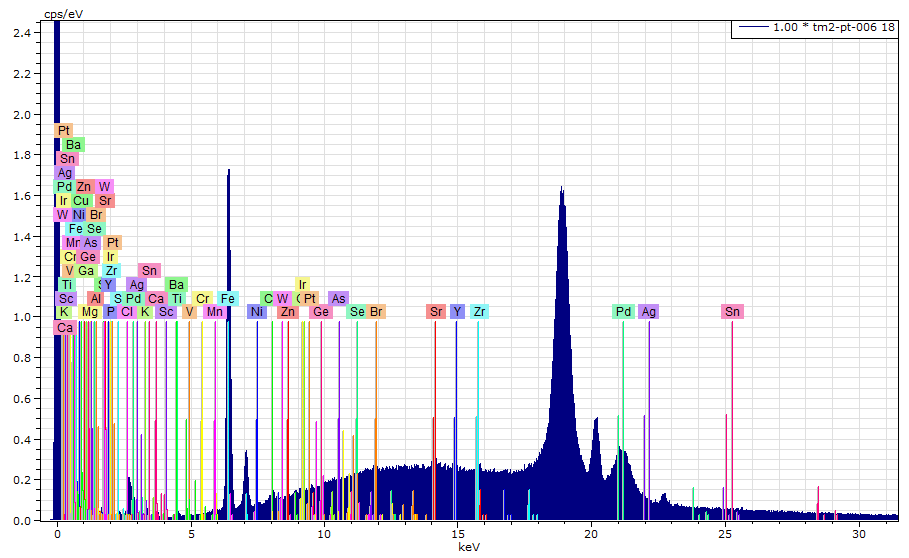 cps/eV
1.00 * tm2-pt-006 18
2.4
2.2
2.0
Pt
1.8
Ba
Sn
Ag
Pd Zn W
1.6
Ir Cu Sr
W Ni Br
Fe Se
1.4
Mn As Pt
Cr Ge Ir
V Ga Zr Sn
1.2
Ti Y Ag Ba Ir
Sc Al S Pd Ca Ti Cr Fe C W Pt As
K Mg P Cl K Sc V Mn Ni Zn Ge Se Br Sr Y Zr Pd Ag Sn
1.0
Ca
0.8
0.6
0.4
0.2
0.0
0 5 10 15 20 25 30
keV